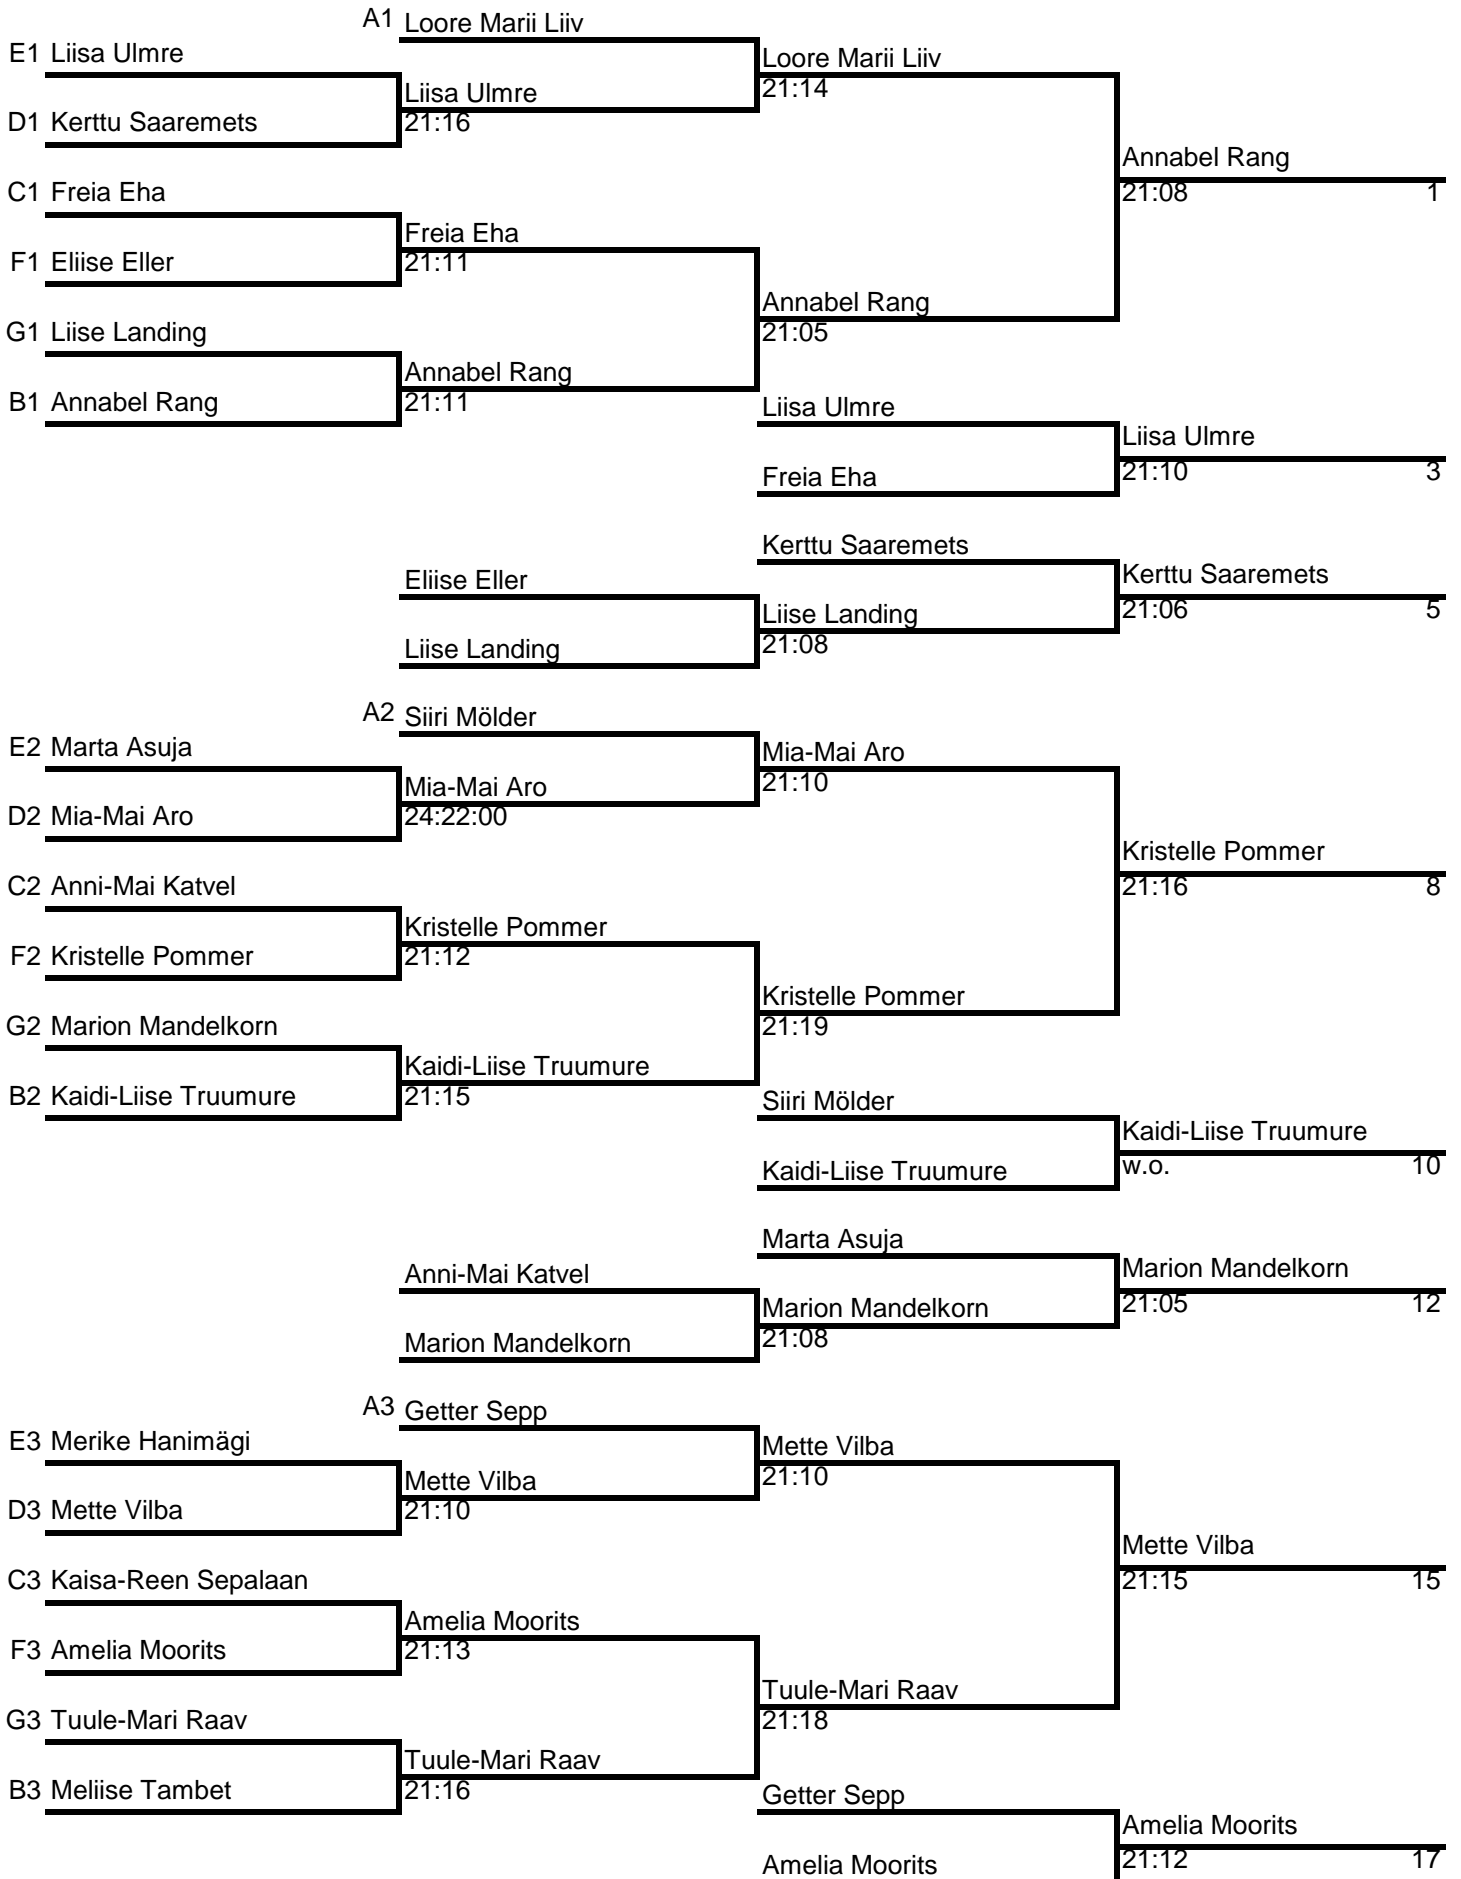 A1 Loore Marii Liiv
E1 Liisa Ulmre
Loore Marii Liiv
21:14
Liisa Ulmre
21:16
D1 Kerttu Saaremets
Annabel Rang
21:08 1
C1 Freia Eha
Freia Eha
21:11
F1 Eliise Eller
Annabel Rang
21:05
G1 Liise Landing
Annabel Rang
21:11
B1 Annabel Rang
Liisa Ulmre
Liisa Ulmre
21:10 3
Freia Eha
Kerttu Saaremets
Kerttu Saaremets
21:06 5
Eliise Eller
Liise Landing
21:08
Liise Landing
A2 Siiri Mölder
E2 Marta Asuja
Mia-Mai Aro
21:10
Mia-Mai Aro
24:22:00
D2 Mia-Mai Aro
Kristelle Pommer
21:16 8
C2 Anni-Mai Katvel
Kristelle Pommer
21:12
F2 Kristelle Pommer
Kristelle Pommer
21:19
G2 Marion Mandelkorn
Kaidi-Liise Truumure
21:15
B2 Kaidi-Liise Truumure
Siiri Mölder
Kaidi-Liise Truumure
w.o. 10
Kaidi-Liise Truumure
Marta Asuja
Marion Mandelkorn
21:05 12
Anni-Mai Katvel
Marion Mandelkorn
21:08
Marion Mandelkorn
A3 Getter Sepp
E3 Merike Hanimägi
Mette Vilba
21:10
Mette Vilba
21:10
D3 Mette Vilba
Mette Vilba
21:15 15
C3 Kaisa-Reen Sepalaan
Amelia Moorits
21:13
F3 Amelia Moorits
Tuule-Mari Raav
21:18
G3 Tuule-Mari Raav
Tuule-Mari Raav
21:16
B3 Meliise Tambet
Getter Sepp
Amelia Moorits
21:12 17
Amelia Moorits